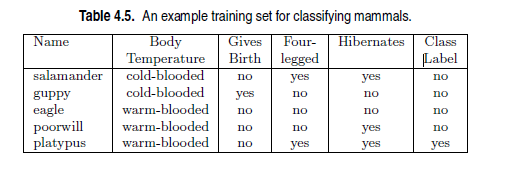 Table 4.5. An example training set for classifying mammals.
Name Body Gives Four- Hibernates Class
Temperature Birth legged Label
salamander cold-blooded no yes yes no
guppy cold-blooded yes no no no
eagle warm-blooded no no no no
poorwill warm-blooded no no yes no
platypus warm-blooded no yes yes yes